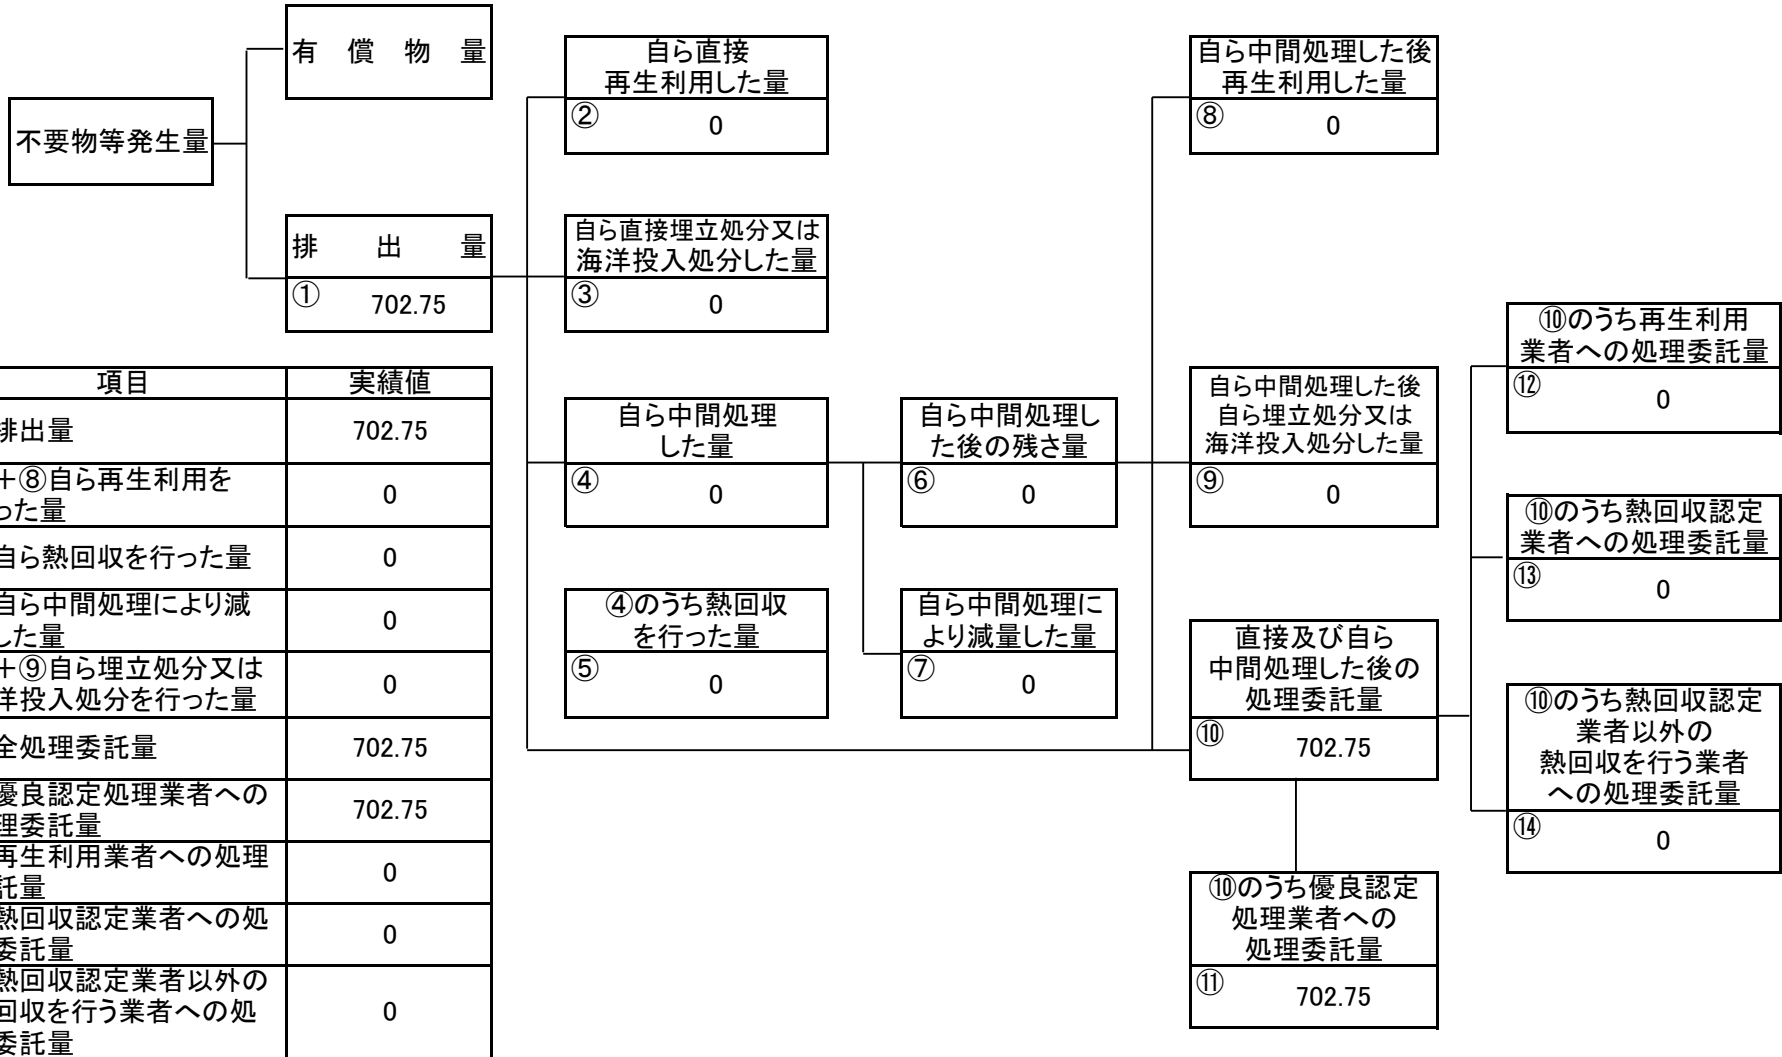 有償物量
不要物等発生量
排出量
① 702.75
自ら直接
再生利用した量
② 0
自ら直接埋立処分又は
海洋投入処分した量
③ 0
自ら中間処理
した量
④ 0
④のうち熱回収
を行った量
⑤ 0
自ら中間処理し
た後の残さ量
⑥ 0
自ら中間処理に
より減量した量
⑦ 0
自ら中間処理した後
再生利用した量
⑧ 0
自ら中間処理した後
自ら埋立処分又は
海洋投入処分した量
⑨ 0
直接及び自ら
中間処理した後の
処理委託量
⑩ 702.75
⑩のうち優良認定
処理業者への
処理委託量
⑪ 702.75
⑩のうち再生利用
業者への処理委託量
⑫ 0
⑩のうち熱回収認定
業者への処理委託量
⑬ 0
⑩のうち熱回収認定
業者以外の
熱回収を行う業者
への処理委託量
⑭ 0
項目 実績値
排出量 702.75
+⑧自ら再生利用を
った量 0
自ら熱回収を行った量 0
自ら中間処理により減
した量 0
+⑨自ら埋立処分又は
洋投入処分を行った量 0
全処理委託量 702.75
優良認定処理業者への
理委託量 702.75
再生利用業者への処理
託量 0
熱回収認定業者への処
委託量 0
熱回収認定業者以外の
回収を行う業者への処
委託量 0